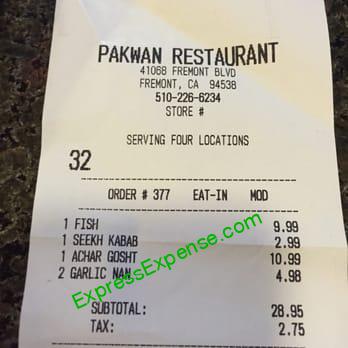 PAKWAN RESTAURANT
41068 FREMONT BLVD
FREMONT, CA 94538
510-226-6234
STORE #
SERVING FOUR LOCATIONS
32
ORDER # 377 EAT-IN MOD
1 FISH 9.99
1 SEEKH KABAB 2.99
1 ACHAR GOSHT 10.99
2 GARLIC NAN 4.98
ExpressExpense.com
SUBTOTAL: 28.95
TAX: 2.75